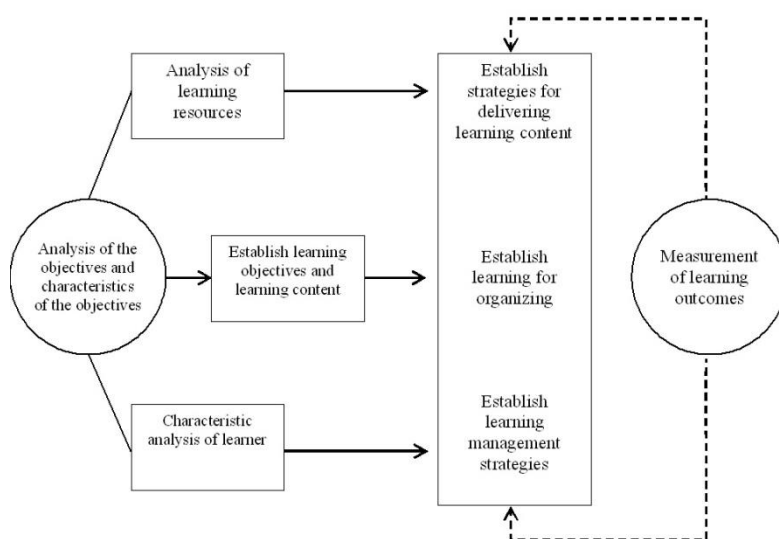 Analysis of
learning
resources
Establish
strategies for
delivering
learning content
Analysis of the
objectives and
characteristics
of the objectives
Establish learning
objectives and
learning content
Establish
learning for
organizing
Measurement
of learning
outcomes
Characteristic
analysis of learner
Establish
learning
management
strategies